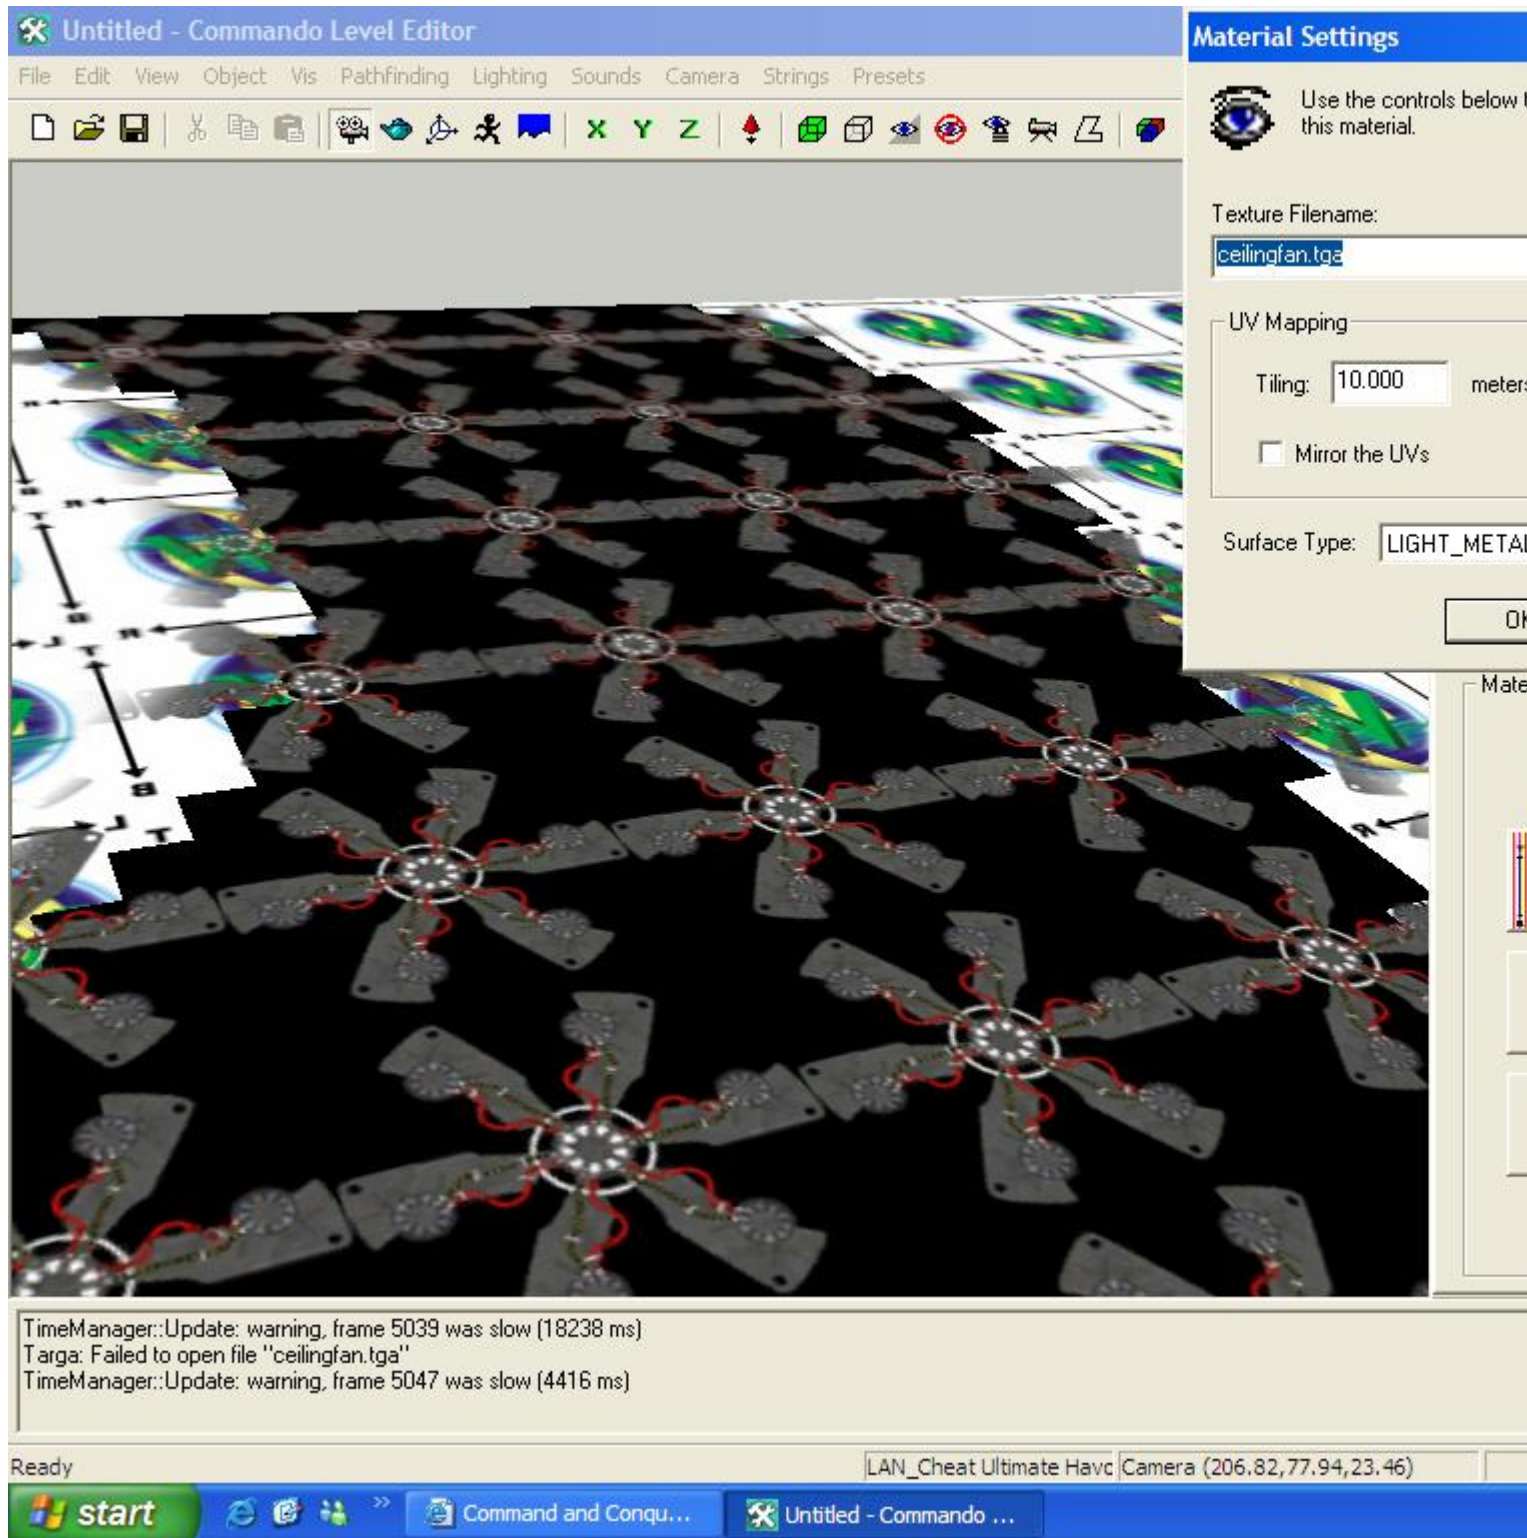 Untitled - Commando Level Editor
File Edit View Object Vis Pathfinding Lighting Sounds Camera Strings Presets
X Y Z
Material Settings
Use the controls below t
this material.
Texture Filename:
ceilingfan.tga
UV Mapping
Tiling: 10.000 meters
Mirror the UVs
Surface Type: LIGHT_METAL
OK
Mate
TimeManager::Update: warning, frame 5039 was slow (18238 ms)
Targa: Failed to open file "ceilingfan.tga"
TimeManager::Update: warning, frame 5047 was slow (4416 ms)
Ready
LAN_Cheat Ultimate Havc
Camera (206.82,77.94,23.46)
start
Command and Conqu...
Untitled - Commando ...